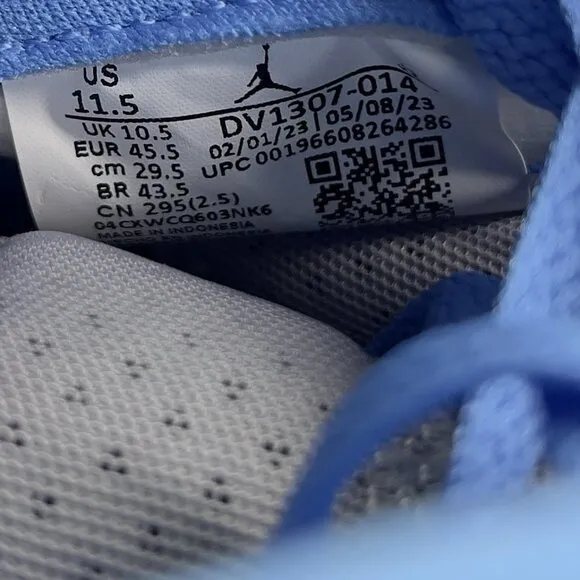 US
11.5
UK 10.5
EUR 45.5
cm 29.5
BR 43.5
CN 295(2.5)
04CXWCQ603NK6
MADE IN INDONESIA
DV1307-014
02/01/23 | 05/08/23
UPC 00196608264286